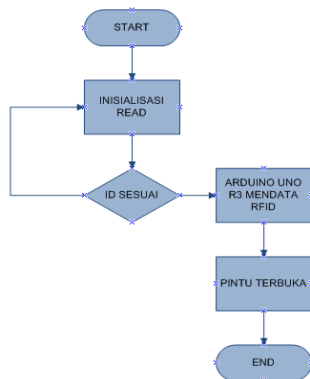 START
INISIALISASI
READ
ID SESUAI
ARDUINO UNO
R3 MENDATA
RFID
PINTU TERBUKA
END